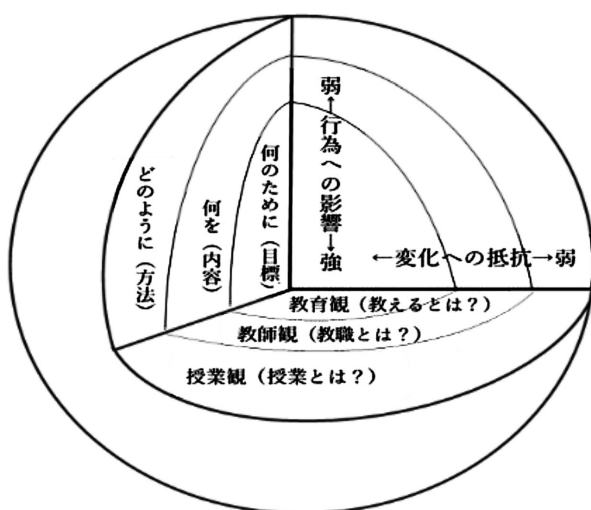 弱←行為への影響→強
←変化への抵抗→弱
どのように（方法）
何を（内容）
何のために（目標）
教育観（教えるとは？）
教師観（教職とは？）
授業観（授業とは？）